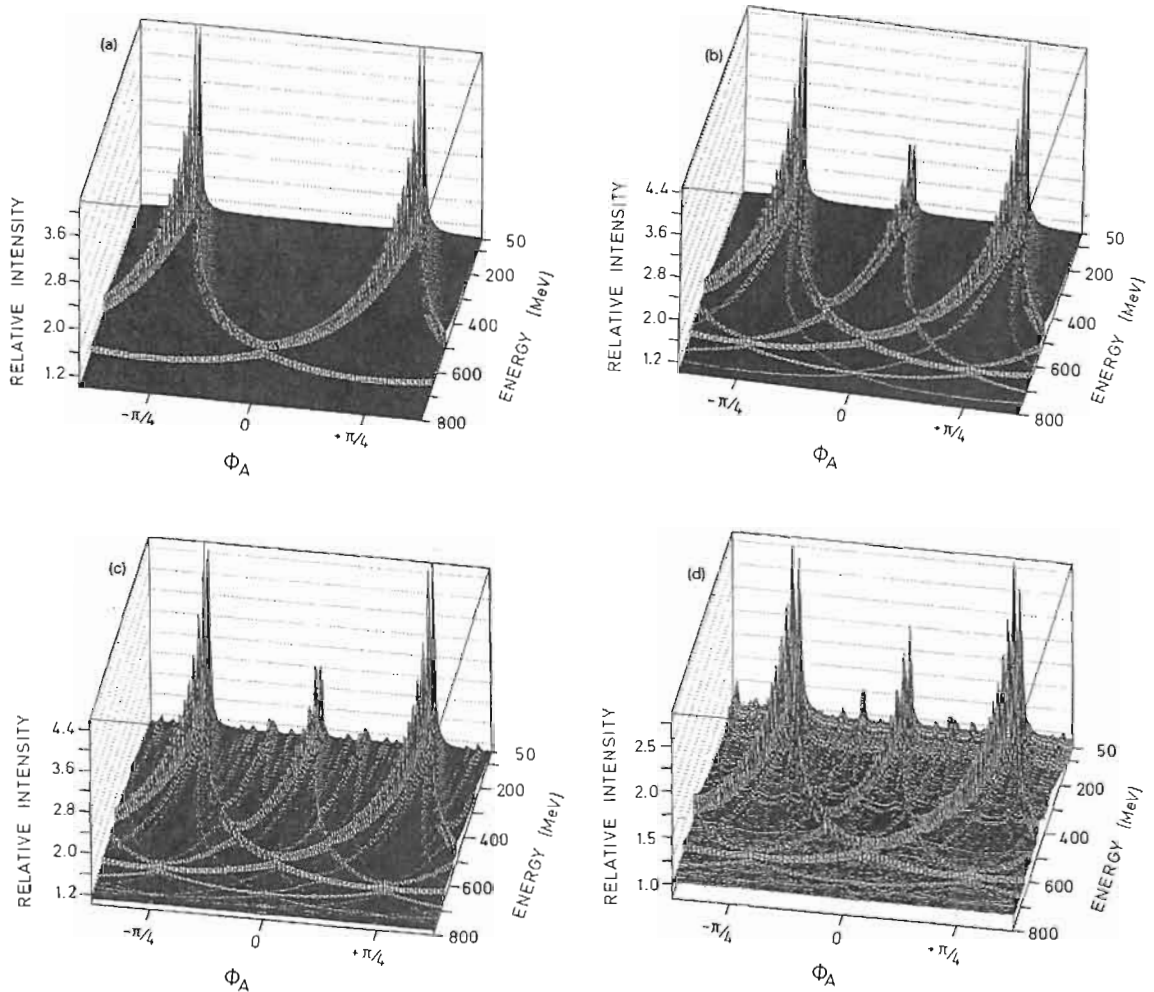 (a)
RELATIVE INTENSITY
3.6
2.8
2.0
1.2
-π/4
0
+π/4
Φ_A
50
200
400
600
800
ENERGY [MeV]
(b)
RELATIVE INTENSITY
4.4
3.6
2.8
2.0
1.2
-π/4
0
+π/4
Φ_A
50
200
400
600
800
ENERGY [MeV]
(c)
RELATIVE INTENSITY
4.4
3.6
2.8
2.0
1.2
-π/4
0
+π/4
Φ_A
50
200
400
600
800
ENERGY [MeV]
(d)
RELATIVE INTENSITY
2.5
2.0
1.5
1.0
-π/4
0
+π/4
Φ_A
50
200
400
600
800
ENERGY [MeV]